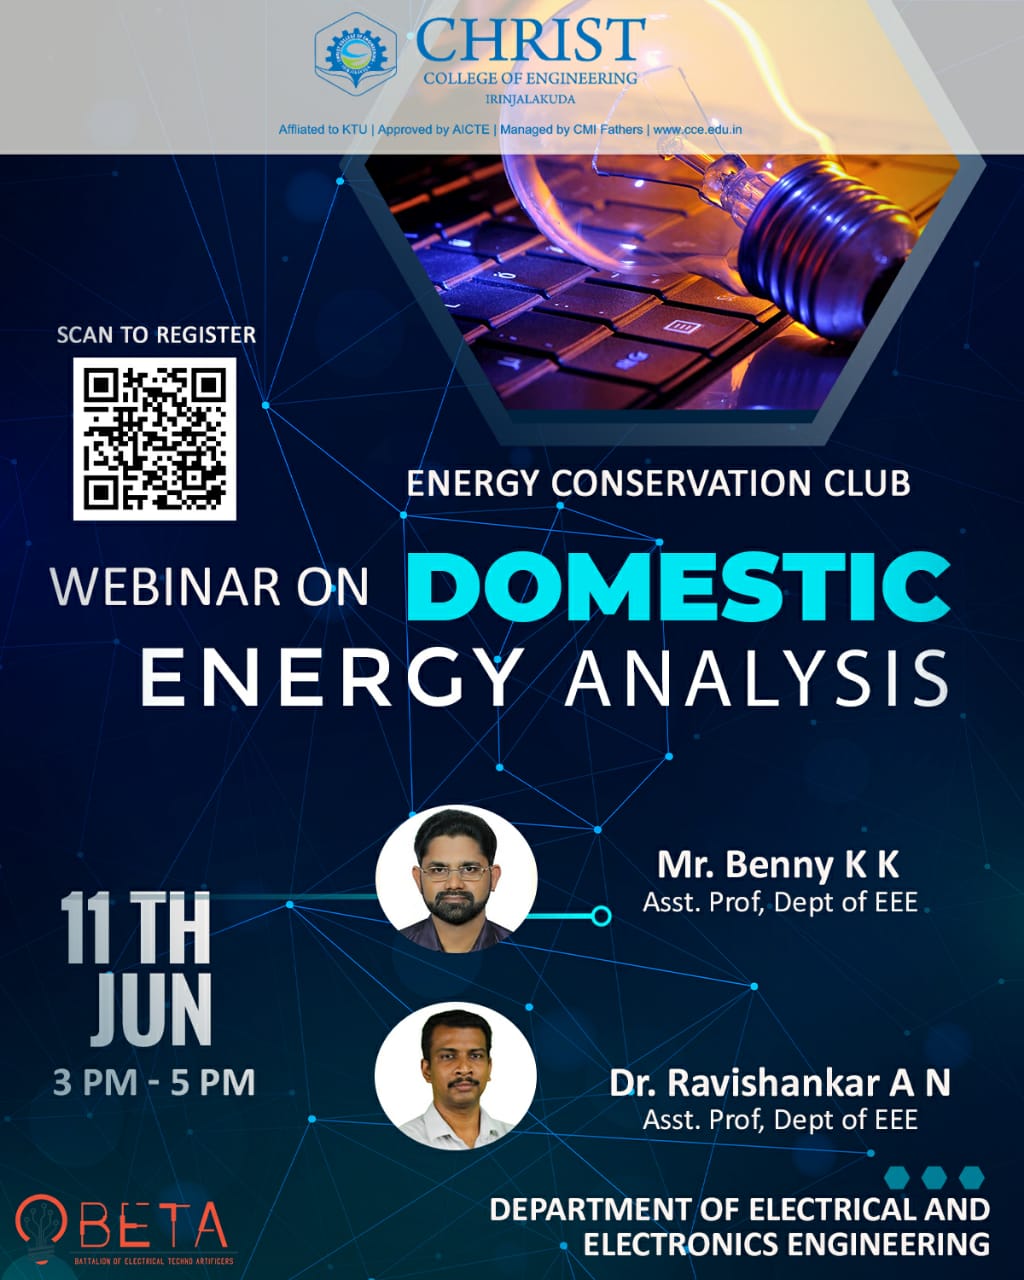 CHRIST
COLLEGE OF ENGINEERING
IRINJALAKUDA
Affliated to KTU | Approved by AICTE | Managed by CMI Fathers | www.cce.edu.in
SCAN TO REGISTER
ENERGY CONSERVATION CLUB
WEBINAR ON DOMESTIC
ENERGY ANALYSIS
11 TH
JUN
3 PM - 5 PM
Mr. Benny K K
Asst. Prof, Dept of EEE
Dr. Ravishankar A N
Asst. Prof, Dept of EEE
BETA
BATTALION OF ELECTRICAL TECHNO ARTIFICERS
DEPARTMENT OF ELECTRICAL AND
ELECTRONICS ENGINEERING